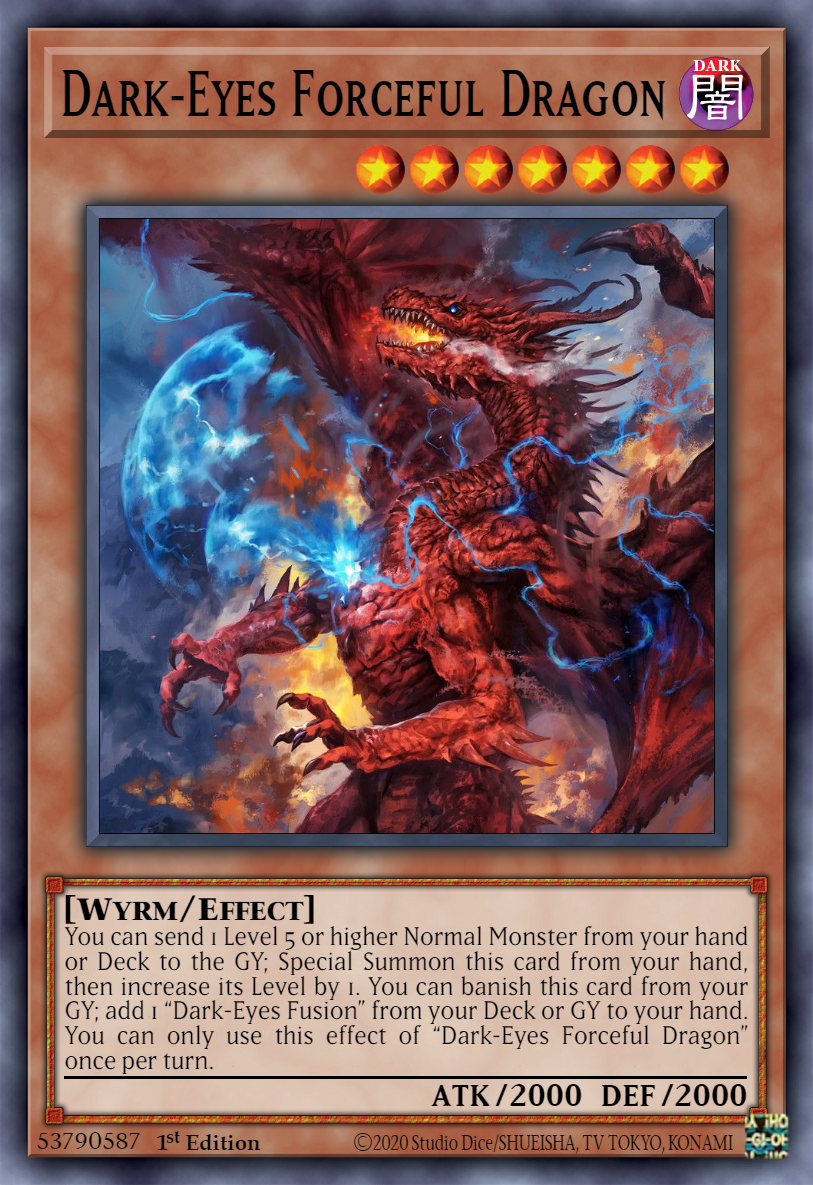 Dark-Eyes Forceful Dragon
DARK
闇
[Wyrm/Effect]
You can send 1 Level 5 or higher Normal Monster from your hand
or Deck to the GY; Special Summon this card from your hand,
then increase its Level by 1. You can banish this card from your
GY; add 1 “Dark-Eyes Fusion” from your Deck or GY to your hand.
You can only use this effect of “Dark-Eyes Forceful Dragon”
once per turn.
ATK/2000 DEF/2000
53790587 1st Edition ©2020 Studio Dice/SHUEISHA, TV TOKYO, KONAMI